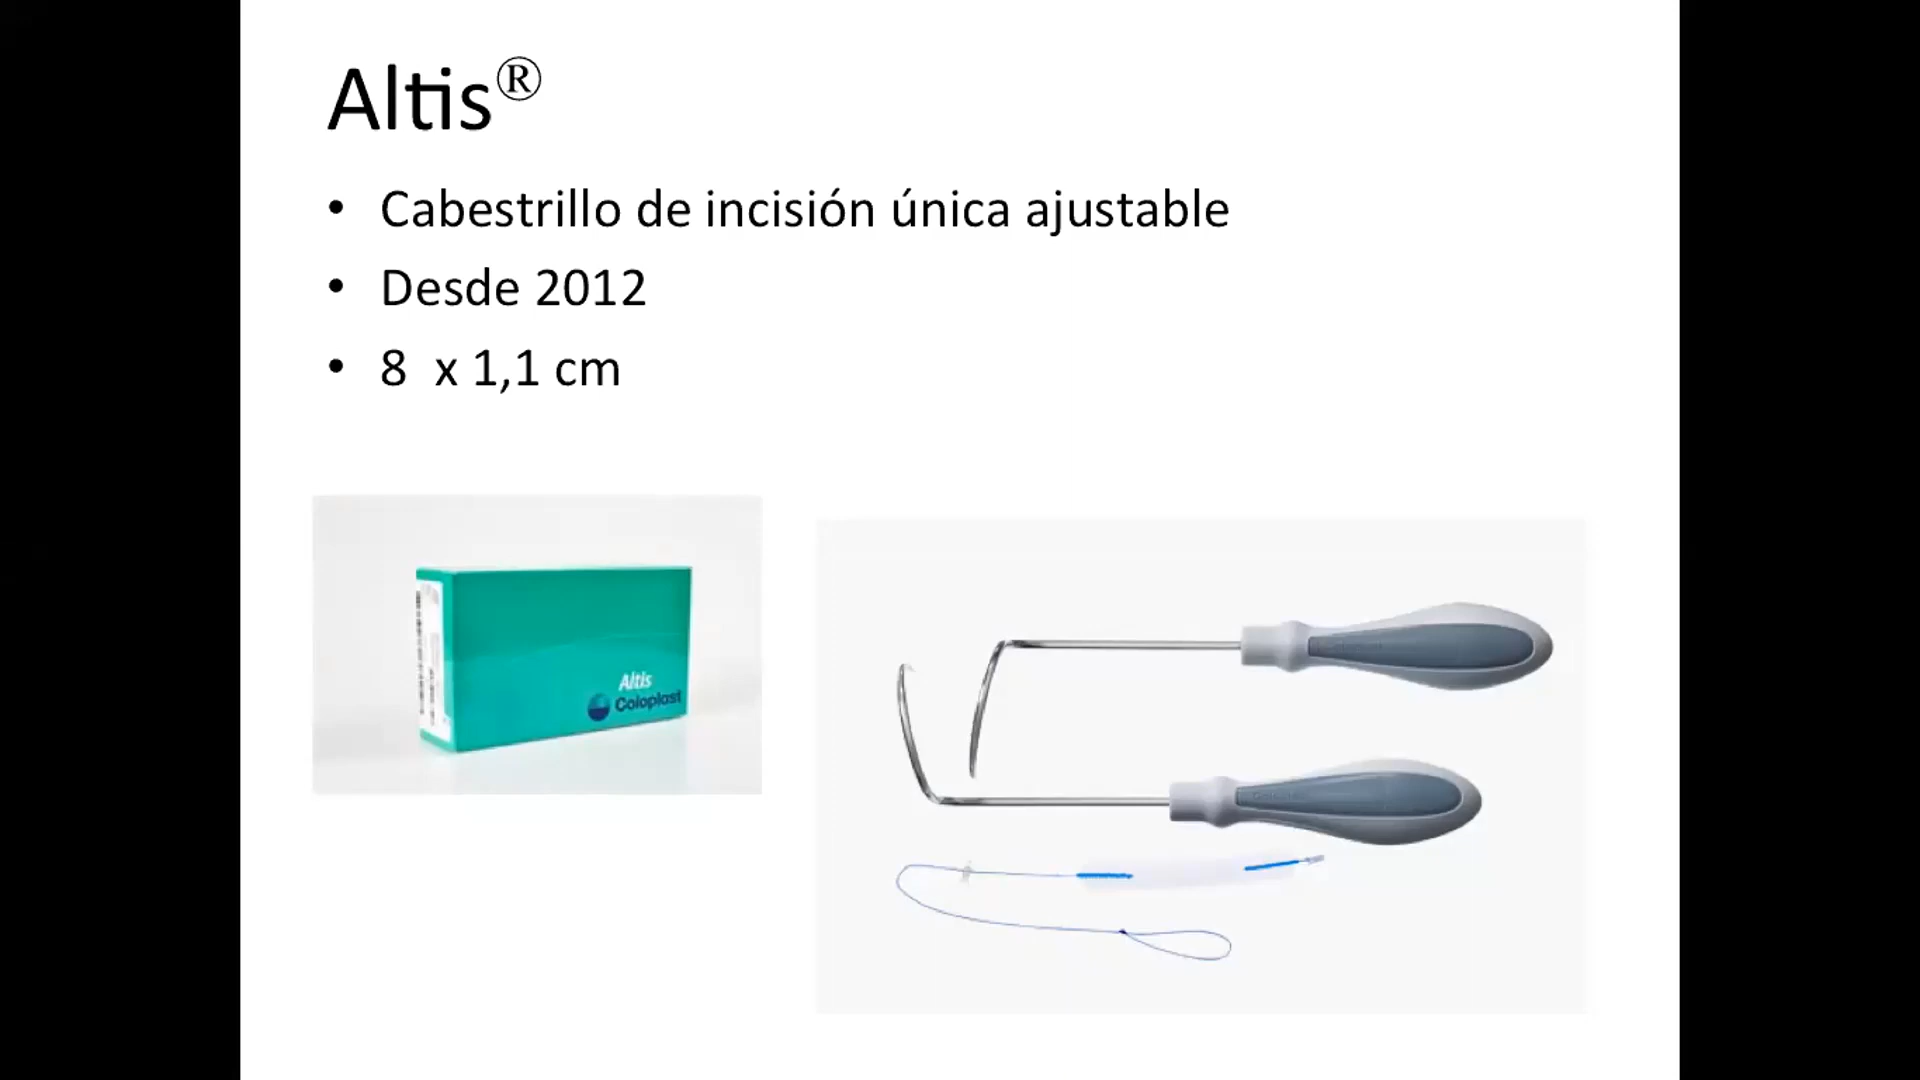 Altis®
• Cabestrillo de incisión única ajustable
• Desde 2012
• 8 x 1,1 cm
Altis
Coloplast